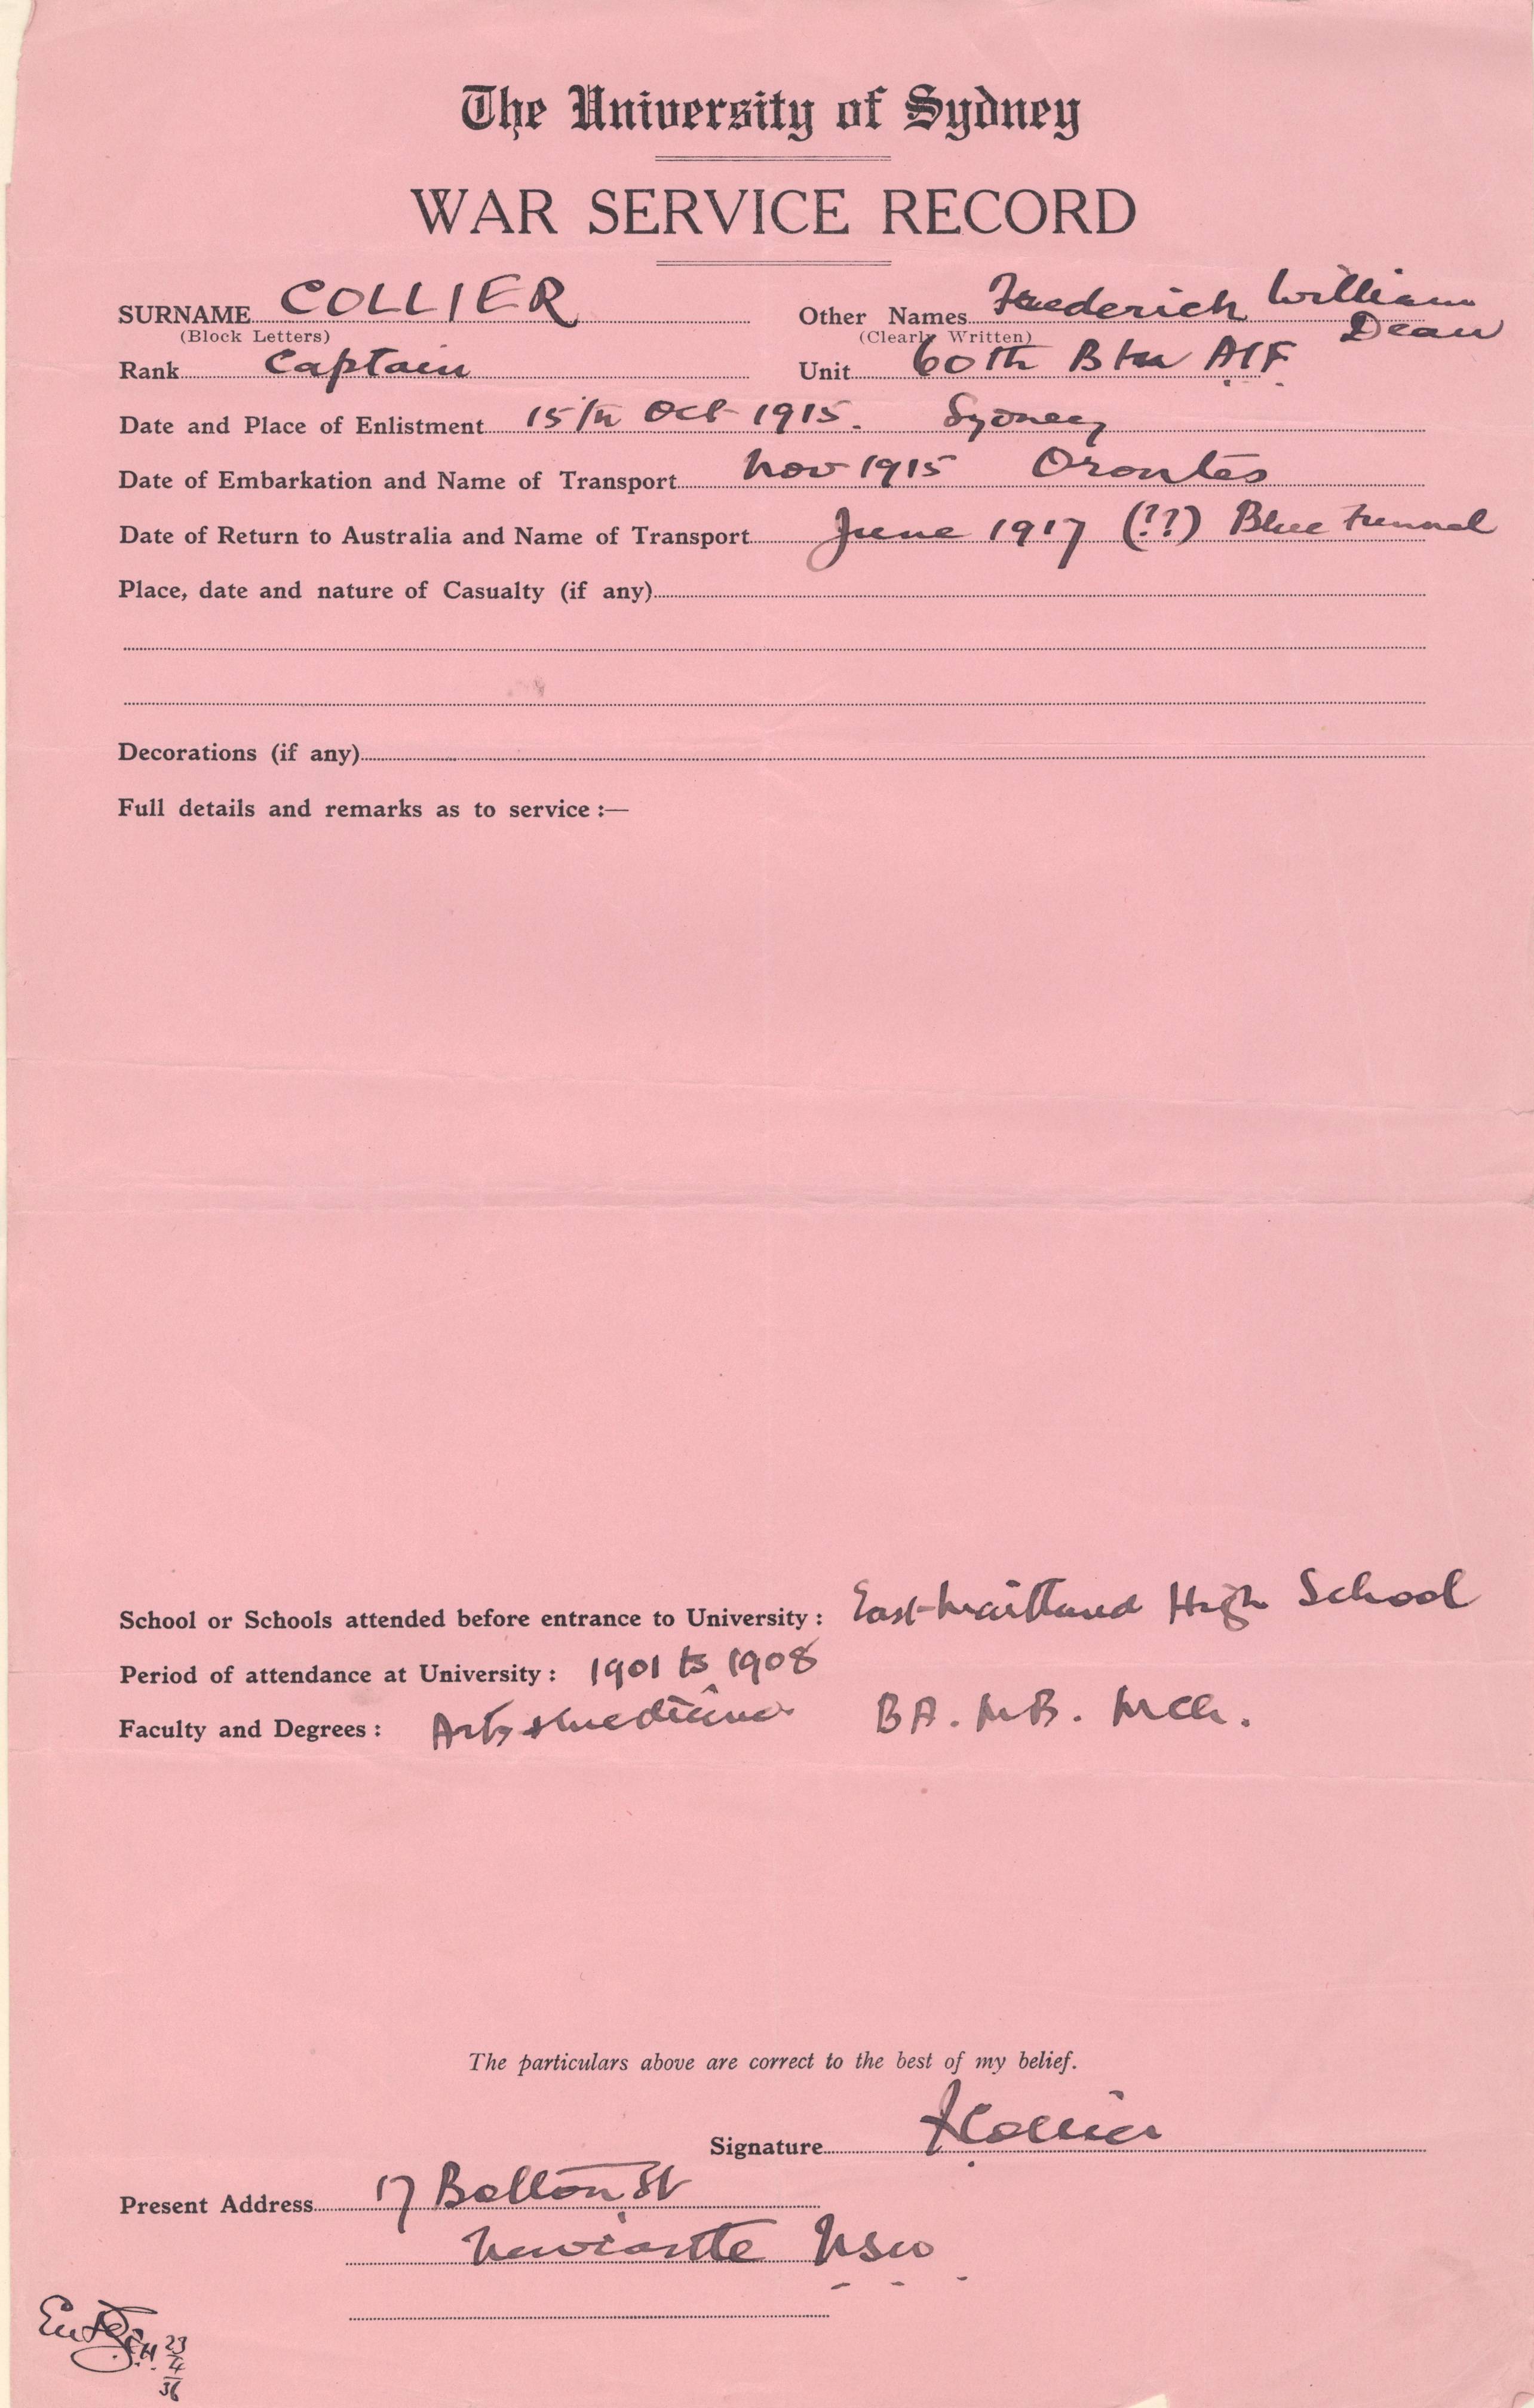 The University of Sydney
WAR SERVICE RECORD
SURNAME COLLIER Other Names Frederich William
(Block Letters) (Clearly Written) Dean
Rank Captain Unit 60th Btn AIF
Date and Place of Enlistment 15/th Oct 1915. Sydney
Date of Embarkation and Name of Transport Nov 1915 Orontes
Date of Return to Australia and Name of Transport June 1917 (??) Blue Funnel
Place, date and nature of Casualty (if any)
Decorations (if any)
Full details and remarks as to service :—
School or Schools attended before entrance to University : East Maitland High School
Period of attendance at University : 1901 to 1908
Faculty and Degrees : Arts & Medicine BA. MB. MCh.
The particulars above are correct to the best of my belief.
Signature FCollier
Present Address 17 Bolton St
Newcastle NSW
23
4
36